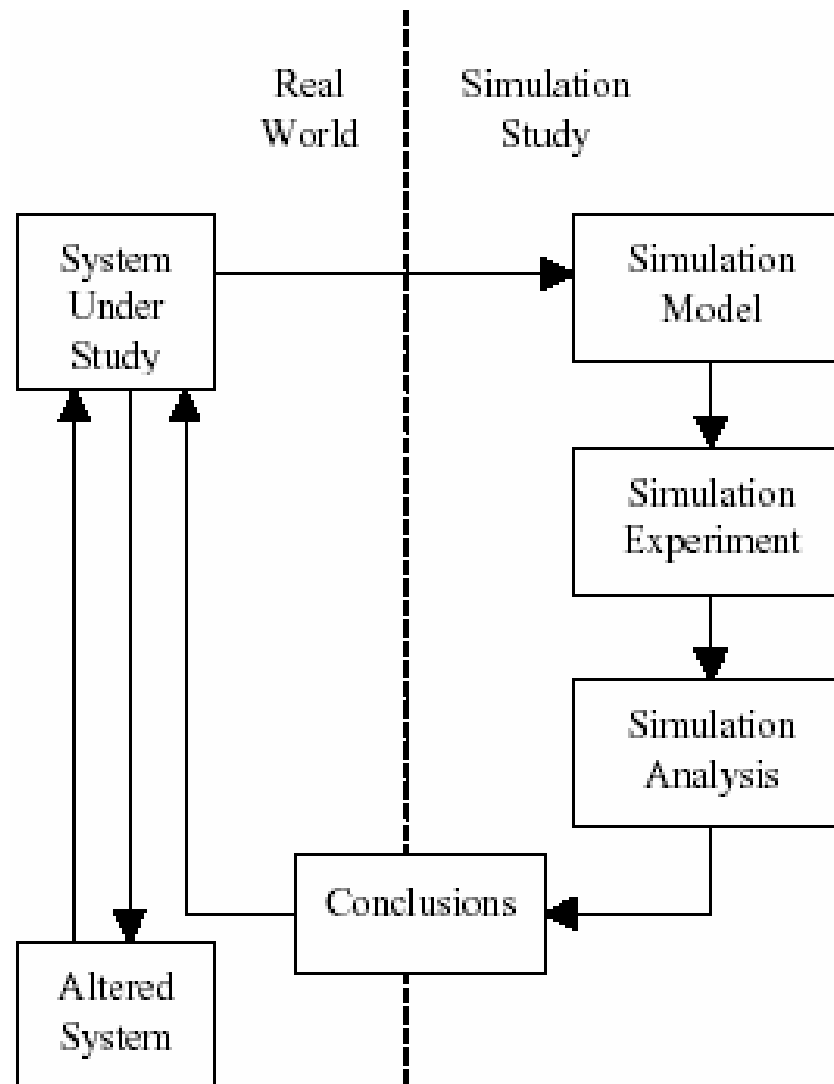 Real
World
Simulation
Study
System
Under
Study
Simulation
Model
Simulation
Experiment
Simulation
Analysis
Conclusions
Altered
System